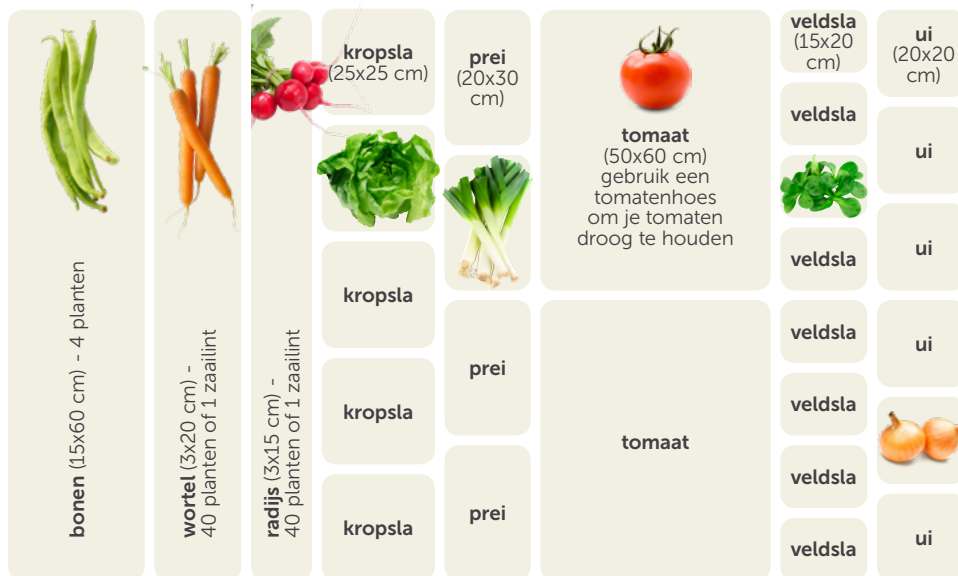 bonen (15x60 cm) - 4 planten
wortel (3x20 cm) -
40 planten of 1 zaailint
radijs (3x15 cm) -
40 planten of 1 zaailint
kropsla
(25x25 cm)
kropsla
kropsla
kropsla
prei
(20x30
cm)
prei
prei
tomaat
(50x60 cm)
gebruik een
tomatenhoes
om je tomaten
droog te houden
tomaat
veldsla
(15x20
cm)
veldsla
veldsla
veldsla
veldsla
veldsla
veldsla
ui
(20x20
cm)
ui
ui
ui
ui